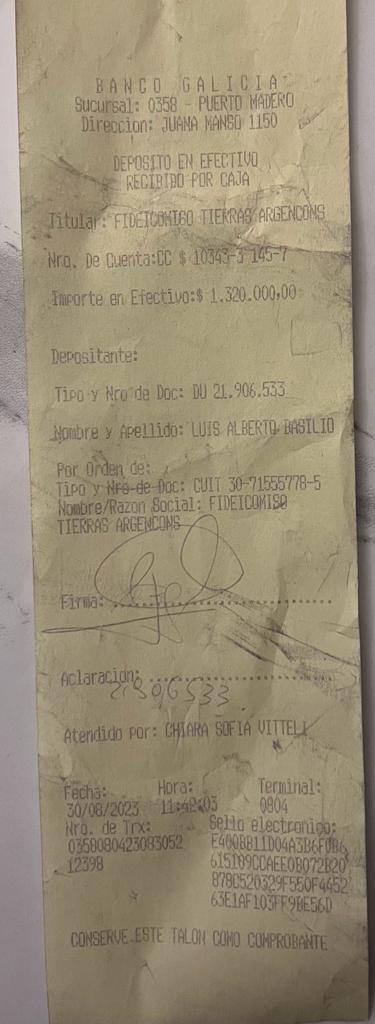 BANCO GALICIA
Sucursal: 0358 - PUERTO MADERO
Direccion: JUANA MANSO 1150
DEPOSITO EN EFECTIVO
RECIBIDO POR CAJA
Titular: FIDEICOMISO TIERRAS ARGENCONS
Nro. De Cuenta:CC $ 10343-3 145-7
Importe en Efectivo:$ 1.320.000,00
Depositante:
Tipo y Nro de Doc: DU 21.906.533
Nombre y Apellido: LUIS ALBERTO BASILIO
Por Orden de:
Tipo y Nro de Doc: CUIT 30-71555778-5
Nombre/Razon Social: FIDEICOMISO
TIERRAS ARGENCONS
Firma:
Aclaración:
21906533
Atendido por: CHIARA SOFIA VITTELL
Fecha: Hora: Terminal:
30/08/2023 11:42:03 0804
Nro. de Trx: Sello electronico:
0358080423083052
12398
878C520329F550F4452
63E1AF103FF9BE56D
CONSERVE ESTE TALON COMO COMPROBANTE